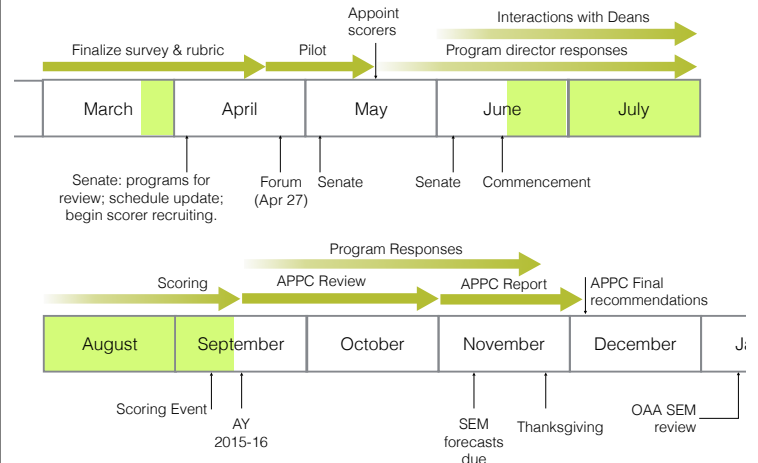 Appoint
scorers
Interactions with Deans
Finalize survey & rubric
Pilot
Program director responses
March
April
May
June
July
Senate: programs for
review; schedule update;
begin scorer recruiting.
Forum
(Apr 27)
Senate
Senate
Commencement
Program Responses
Scoring
APPC Review
APPC Report
APPC Final
recommendations
August
September
October
November
December
Ja
Scoring Event
AY
2015-16
SEM
forecasts
due
Thanksgiving
OAA SEM
review